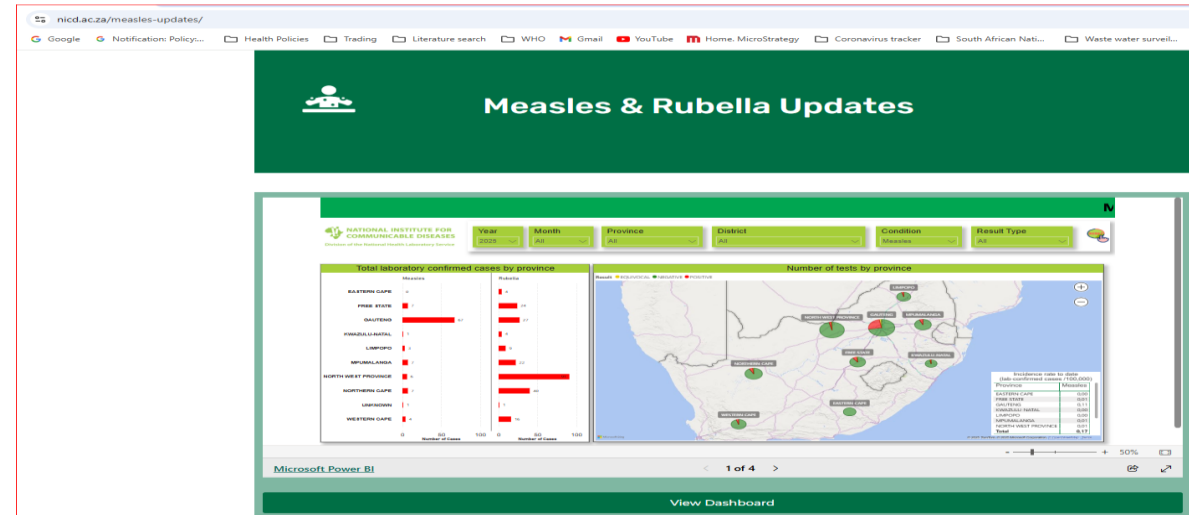 nicd.ac.za/measles-updates/
Google Notification: Policy:... Health Policies Trading Literature search WHO Gmail YouTube Home. MicroStrategy Coronavirus tracker South African Nati... Waste water surveil...
Measles & Rubella Updates
NATIONAL INSTITUTE FOR
COMMUNICABLE DISEASES
Division of the National Health Laboratory Service
Year Month Province District Condition Result Type
2025 All All All Measles All
Total laboratory confirmed cases by province
Measles Rubella
EASTERN CAPE
FREE STATE
GAUTENG
KWAZULU-NATAL
LIMPOPO
MPUMALANGA
NORTH WEST PROVINCE
NORTHERN CAPE
UNKNOWN
WESTERN CAPE
0 50 100 0 50 100
Number of Cases Number of Cases
Number of tests by province
Result EQUIVOCAL NEGATIVE POSITIVE
LIMPOPO
NORTH WEST PROVINCE GAUTENG MPUMALANGA
FREE STATE KWAZULU-NATAL
NORTHERN CAPE
EASTERN CAPE
WESTERN CAPE
Incidence rate to date
(lab-confirmed cases /100,000)
Province Measles
EASTERN CAPE 0,00
FREE STATE 0,01
GAUTENG 0,11
KWAZULU-NATAL 0,00
LIMPOPO 0,00
MPUMALANGA 0,01
NORTH WEST PROVINCE 0,01
Total 0,17
50%
Microsoft Power BI
1 of 4
View Dashboard